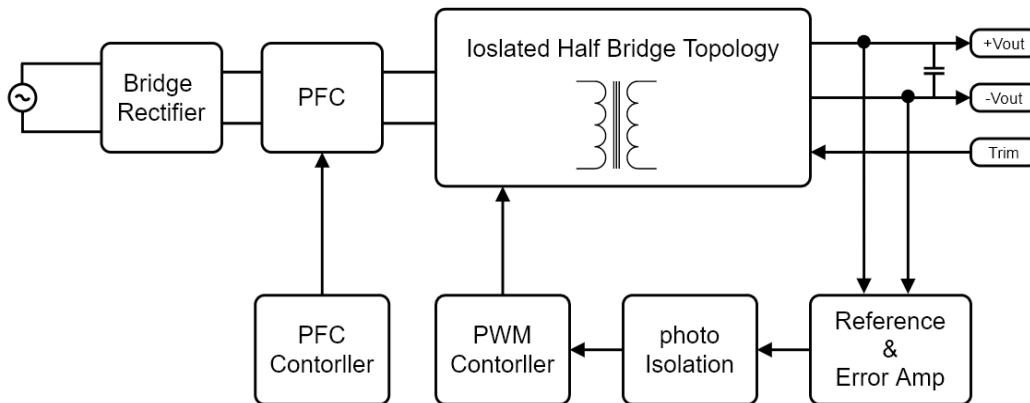 Ioslated Half Bridge Topology
+Vout
Bridge
Rectifier
PFC
-Vout
Trim
PFC
Contorller
PWM
Contorller
photo
Isolation
Reference
&
Error Amp